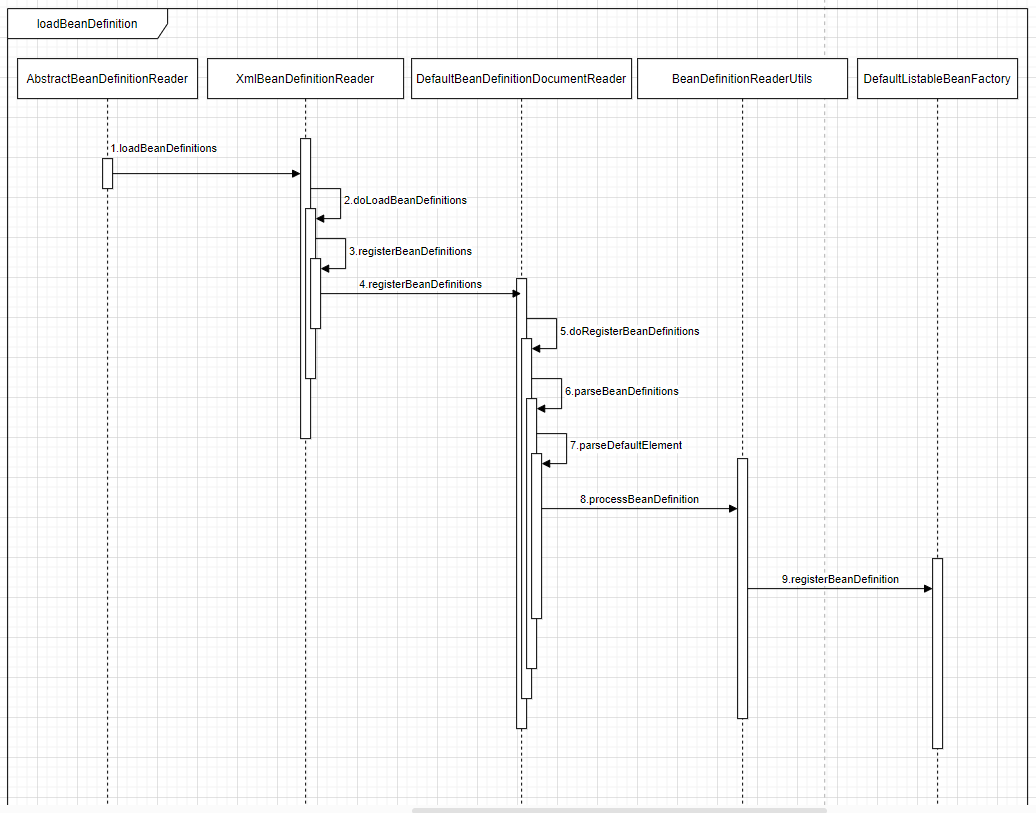 loadBeanDefinition
AbstractBeanDefinitionReader
XmlBeanDefinitionReader
DefaultBeanDefinitionDocumentReader
BeanDefinitionReaderUtils
DefaultListableBeanFactory
1.loadBeanDefinitions
2.doLoadBeanDefinitions
3.registerBeanDefinitions
4.registerBeanDefinitions
5.doRegisterBeanDefinitions
6.parseBeanDefinitions
7.parseDefaultElement
8.processBeanDefinition
9.registerBeanDefinition